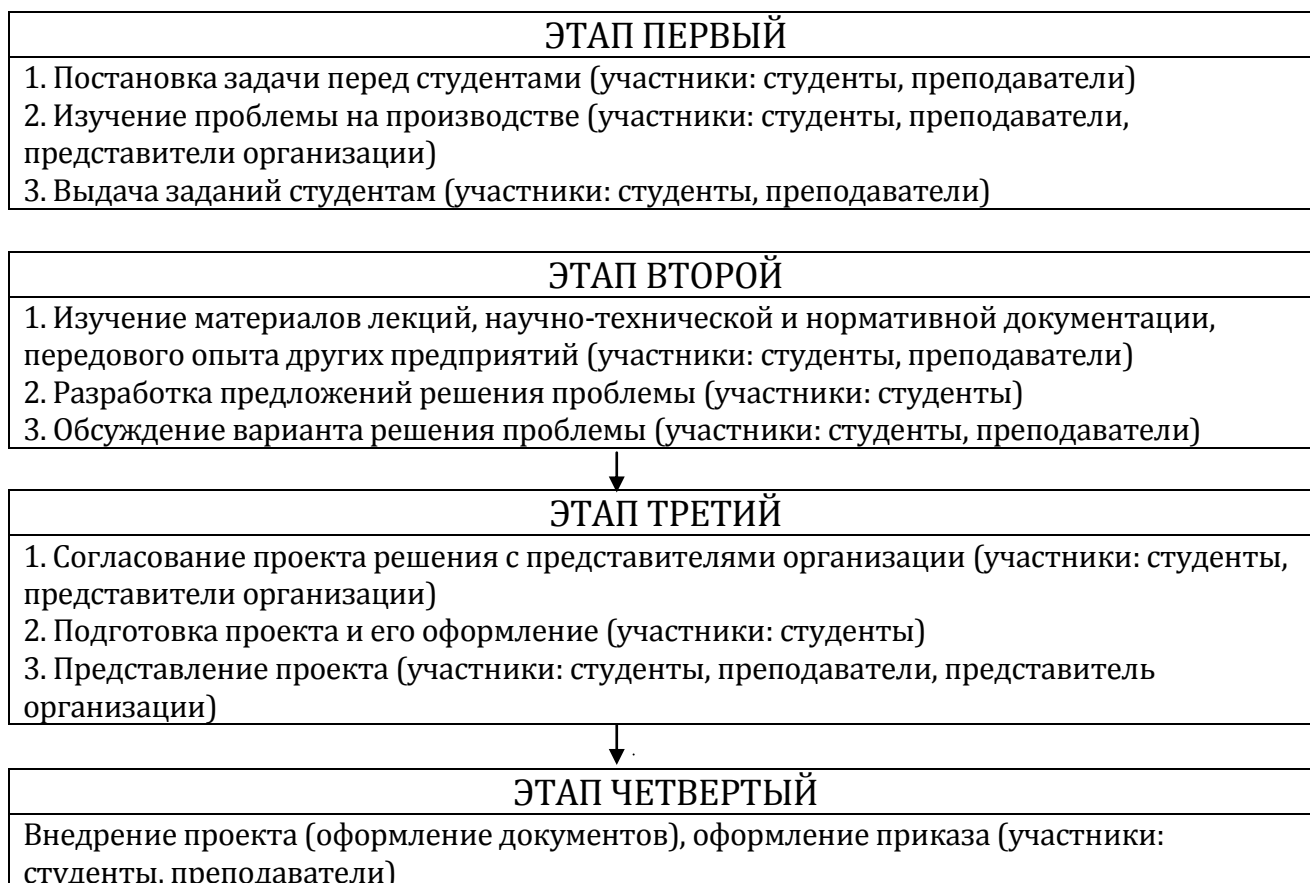 ЭТАП ПЕРВЫЙ
1. Постановка задачи перед студентами (участники: студенты, преподаватели)
2. Изучение проблемы на производстве (участники: студенты, преподаватели,
представители организации)
3. Выдача заданий студентам (участники: студенты, преподаватели)
ЭТАП ВТОРОЙ
1. Изучение материалов лекций, научно-технической и нормативной документации,
передового опыта других предприятий (участники: студенты, преподаватели)
2. Разработка предложений решения проблемы (участники: студенты)
3. Обсуждение варианта решения проблемы (участники: студенты, преподаватели)
ЭТАП ТРЕТИЙ
1. Согласование проекта решения с представителями организации (участники: студенты,
представители организации)
2. Подготовка проекта и его оформление (участники: студенты)
3. Представление проекта (участники: студенты, преподаватели, представитель
организации)
ЭТАП ЧЕТВЕРТЫЙ
Внедрение проекта (оформление документов), оформление приказа (участники:
студенты, преподаватели)